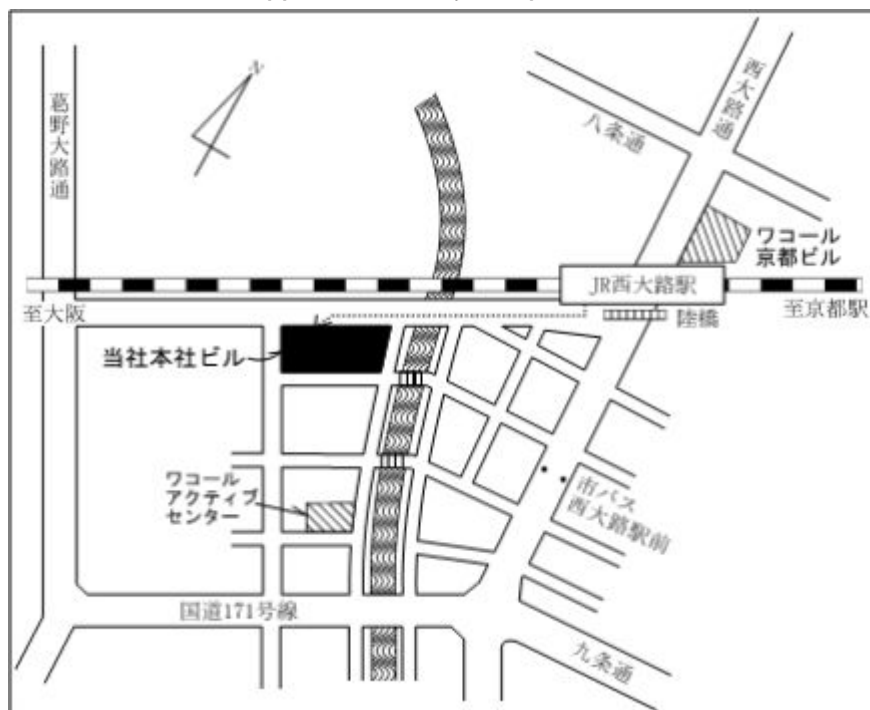 N
葛野大路通
西大路通
八条通
ワコール
京都ビル
JR西大路駅
至大阪
陸橋
至京都駅
当社本社ビル
ワコール
アクティブ
センター
市バス
西大路駅前
国道171号線
九条通